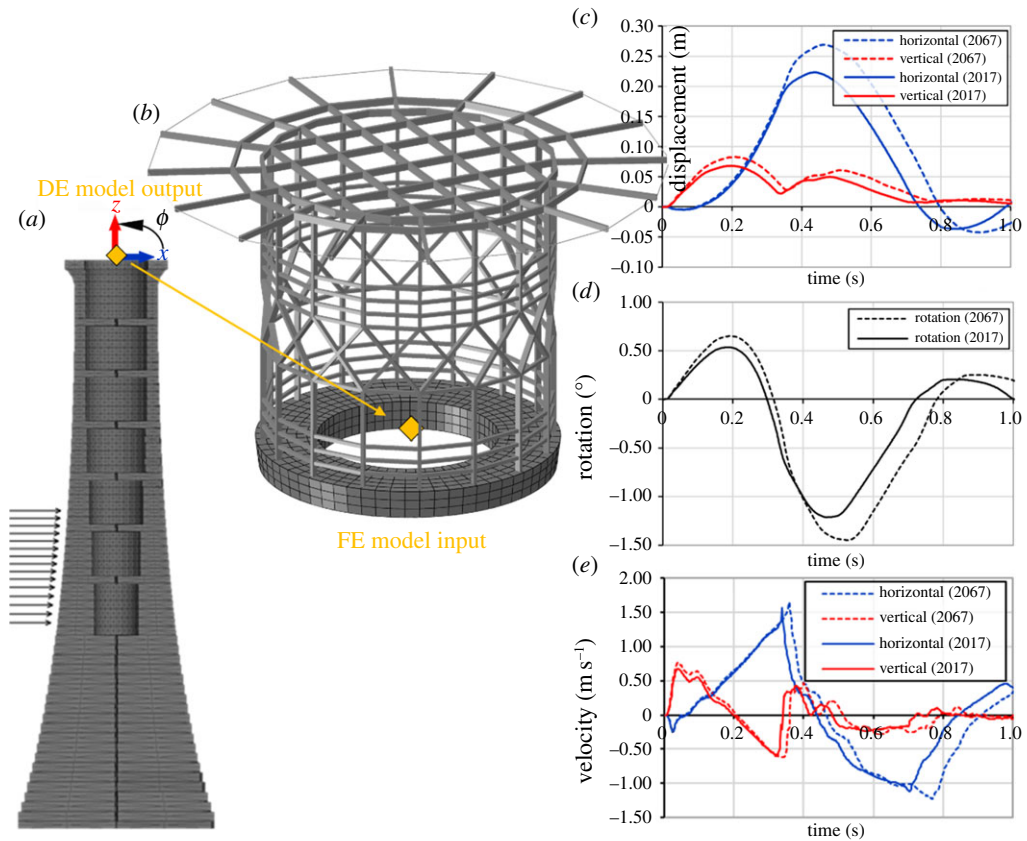 (a)
DE model output
z
ϕ
x
(b)
FE model input
(c)
displacement (m)
0.30
0.25
0.20
0.15
0.10
0.05
0
–0.05
–0.10
horizontal (2067)
vertical (2067)
horizontal (2017)
vertical (2017)
0.2 0.4 0.6 0.8 1.0
time (s)
(d)
rotation (°)
1.00
0.50
0
–0.50
–1.00
–1.50
rotation (2067)
rotation (2017)
0 0.2 0.4 0.6 0.8 1.0
time (s)
(e)
velocity (m s⁻¹)
2.00
1.50
1.00
0.50
0
–0.50
–1.00
–1.50
horizontal (2067)
vertical (2067)
horizontal (2017)
vertical (2017)
0 0.2 0.4 0.6 0.8 1.0
time (s)